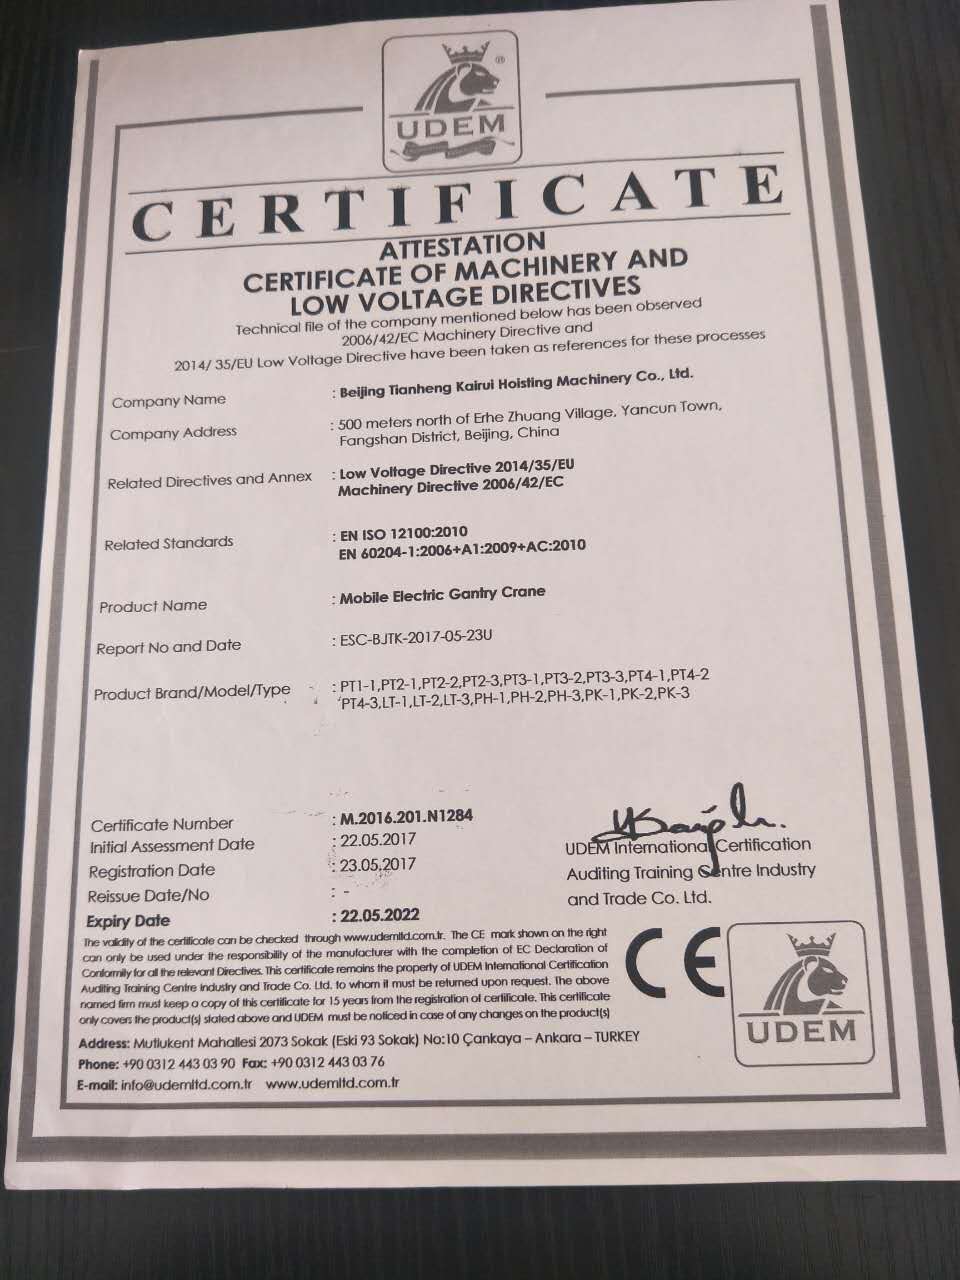 ®
UDEM
CERTIFICATE
ATTESTATION
CERTIFICATE OF MACHINERY AND
LOW VOLTAGE DIRECTIVES
Technical file of the company mentioned below has been observed
2006/42/EC Machinery Directive and
2014/ 35/EU Low Voltage Directive have been taken as references for these processes
Company Name : Beijing Tianheng Kairui Hoisting Machinery Co., Ltd.
Company Address : 500 meters north of Erhe Zhuang Village, Yancun Town,
Fangshan District, Beijing, China
Related Directives and Annex : Low Voltage Directive 2014/35/EU
Machinery Directive 2006/42/EC
Related Standards : EN ISO 12100:2010
EN 60204-1:2006+A1:2009+AC:2010
Product Name : Mobile Electric Gantry Crane
Report No and Date : ESC-BJTK-2017-05-23U
Product Brand/Model/Type : PT1-1,PT2-1,PT2-2,PT2-3,PT3-1,PT3-2,PT3-3,PT4-1,PT4-2
PT4-3,LT-1,LT-2,LT-3,PH-1,PH-2,PH-3,PK-1,PK-2,PK-3
Certificate Number : M.2016.201.N1284
Initial Assessment Date : 22.05.2017
Registration Date : 23.05.2017
Reissue Date/No : -
Expiry Date : 22.05.2022
UDEM International Certification
Auditing Training Centre Industry
and Trade Co. Ltd.
The validity of the certificate can be checked through www.udemltd.com.tr. The CE mark shown on the right
can only be used under the responsibility of the manufacturer with the completion of EC Declaration of
Conformity for all the relevant Directives. This certificate remains the property of UDEM International Certification
Auditing Training Centre Industry and Trade Co. Ltd. to whom it must be returned upon request. The above
named firm must keep a copy of this certificate for 15 years from the registration of certificate. This certificate
only covers the product(s) stated above and UDEM must be noticed in case of any changes on the product(s)
CE
UDEM
Address: Mutlukent Mahallesi 2073 Sokak (Eski 93 Sokak) No:10 Çankaya – Ankara – TURKEY
Phone: +90 0312 443 03 90 Fax: +90 0312 443 03 76
E-mail: info@udemltd.com.tr www.udemltd.com.tr